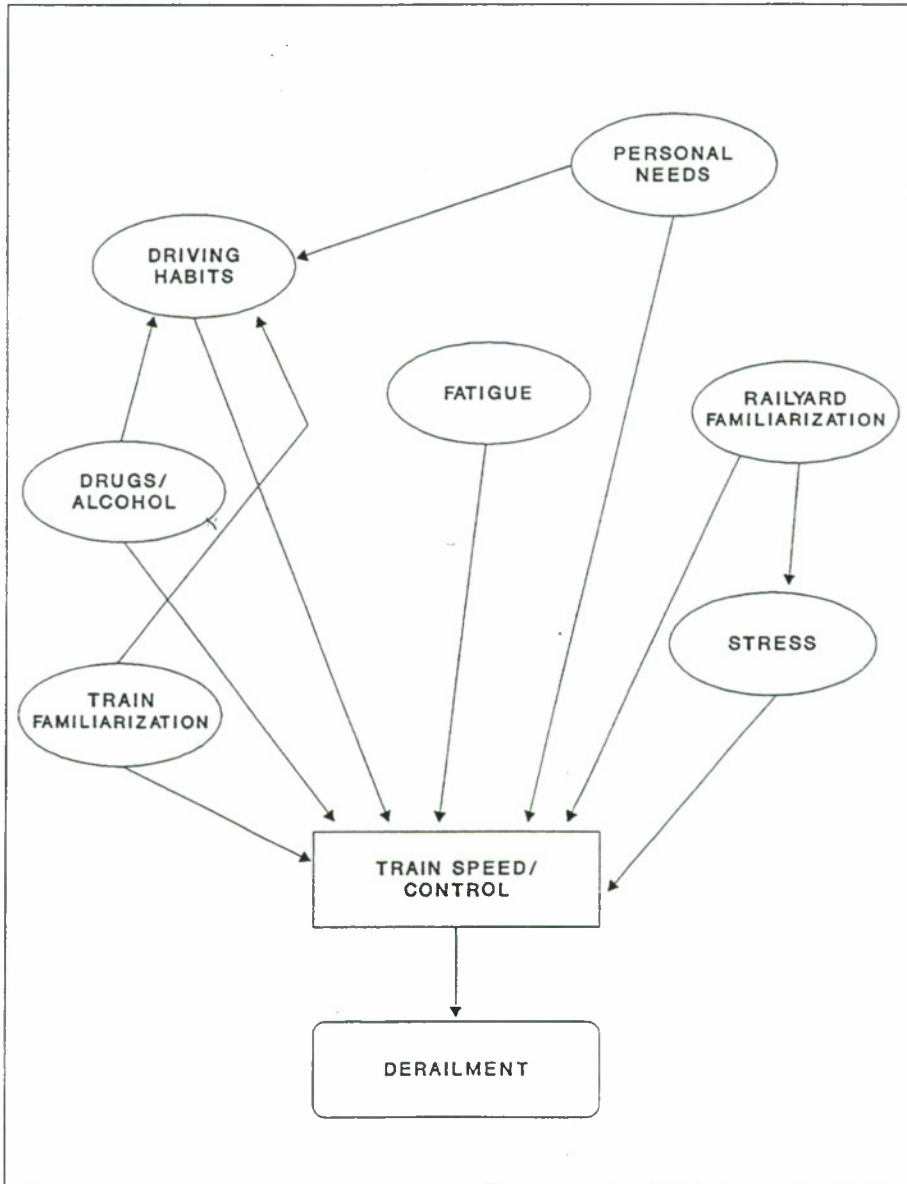 PERSONAL
NEEDS
DRIVING
HABITS
FATIGUE
RAILYARD
FAMILIARIZATION
DRUGS/
ALCOHOL
STRESS
TRAIN
FAMILIARIZATION
TRAIN SPEED/
CONTROL
DERAILMENT